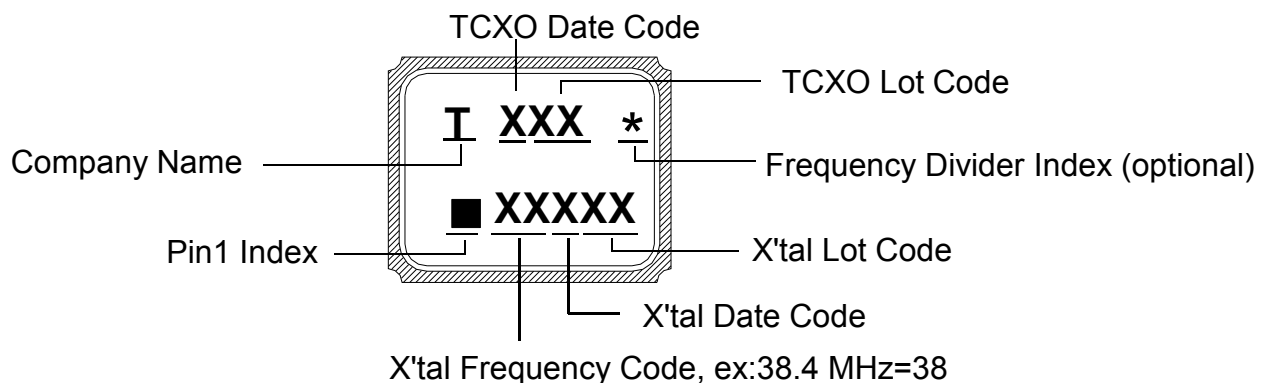 TCXO Date Code
TCXO Lot Code
T XXX *
Company Name
Frequency Divider Index (optional)
■ XXXXX
Pin1 Index
X'tal Lot Code
X'tal Date Code
X'tal Frequency Code, ex:38.4 MHz=38